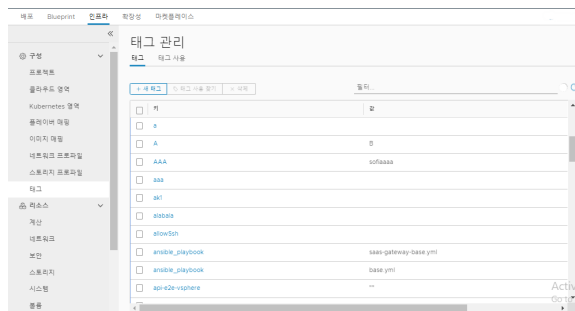 배포 Blueprint 인프라 확장성 마켓플레이스
구성
프로젝트
클라우드 영역
Kubernetes 영역
플레이버 매핑
이미지 매핑
네트워크 프로파일
스토리지 프로파일
태그
리소스
계산
네트워크
보안
스토리지
시스템
볼륨
태그 관리
태그 태그 사용
+ 새 태그 태그 사용 찾기 × 삭제
필터...
키 값
a
A B
AAA sofiaaaa
aaa
ak1
alabala
allowSsh
ansible_playbook saas-gateway-base.yml
ansible_playbook base.yml
api-e2e-vsphere ""
Activ
Go to